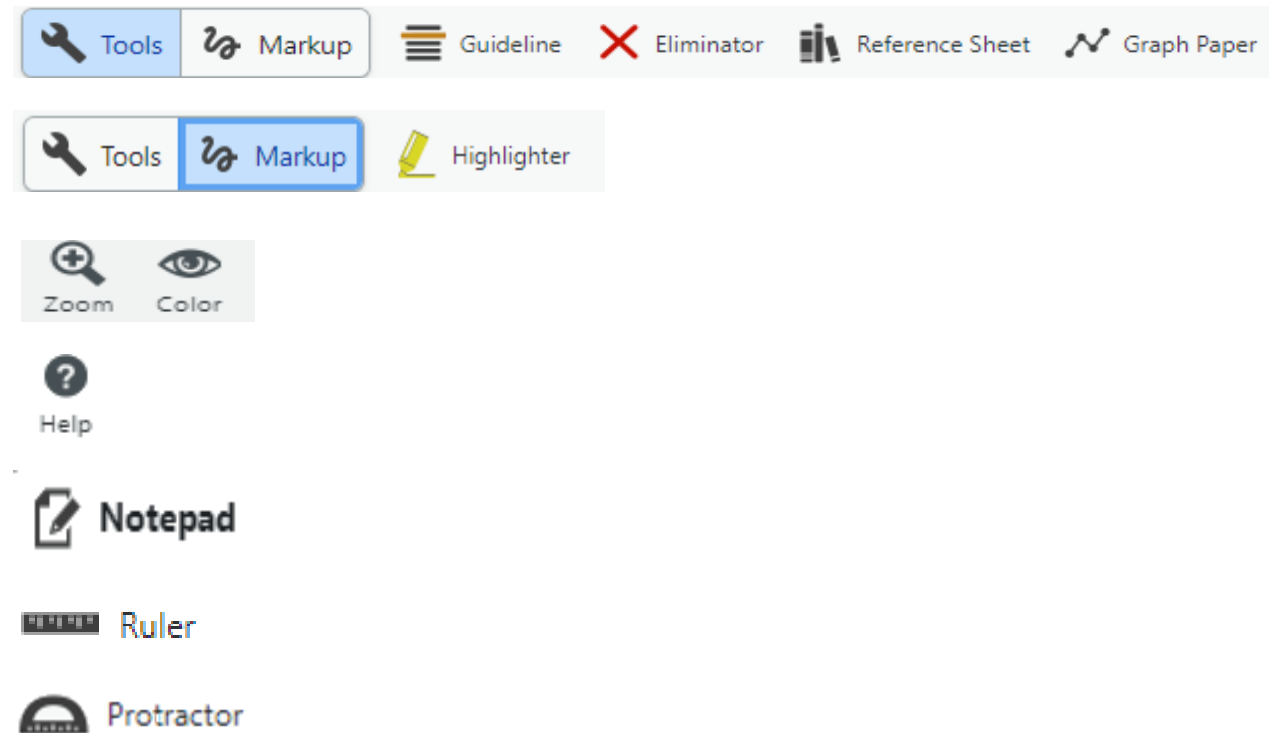 Tools Markup Guideline Eliminator Reference Sheet Graph Paper
Tools Markup Highlighter
Zoom Color
Help
Notepad
Ruler
Protractor